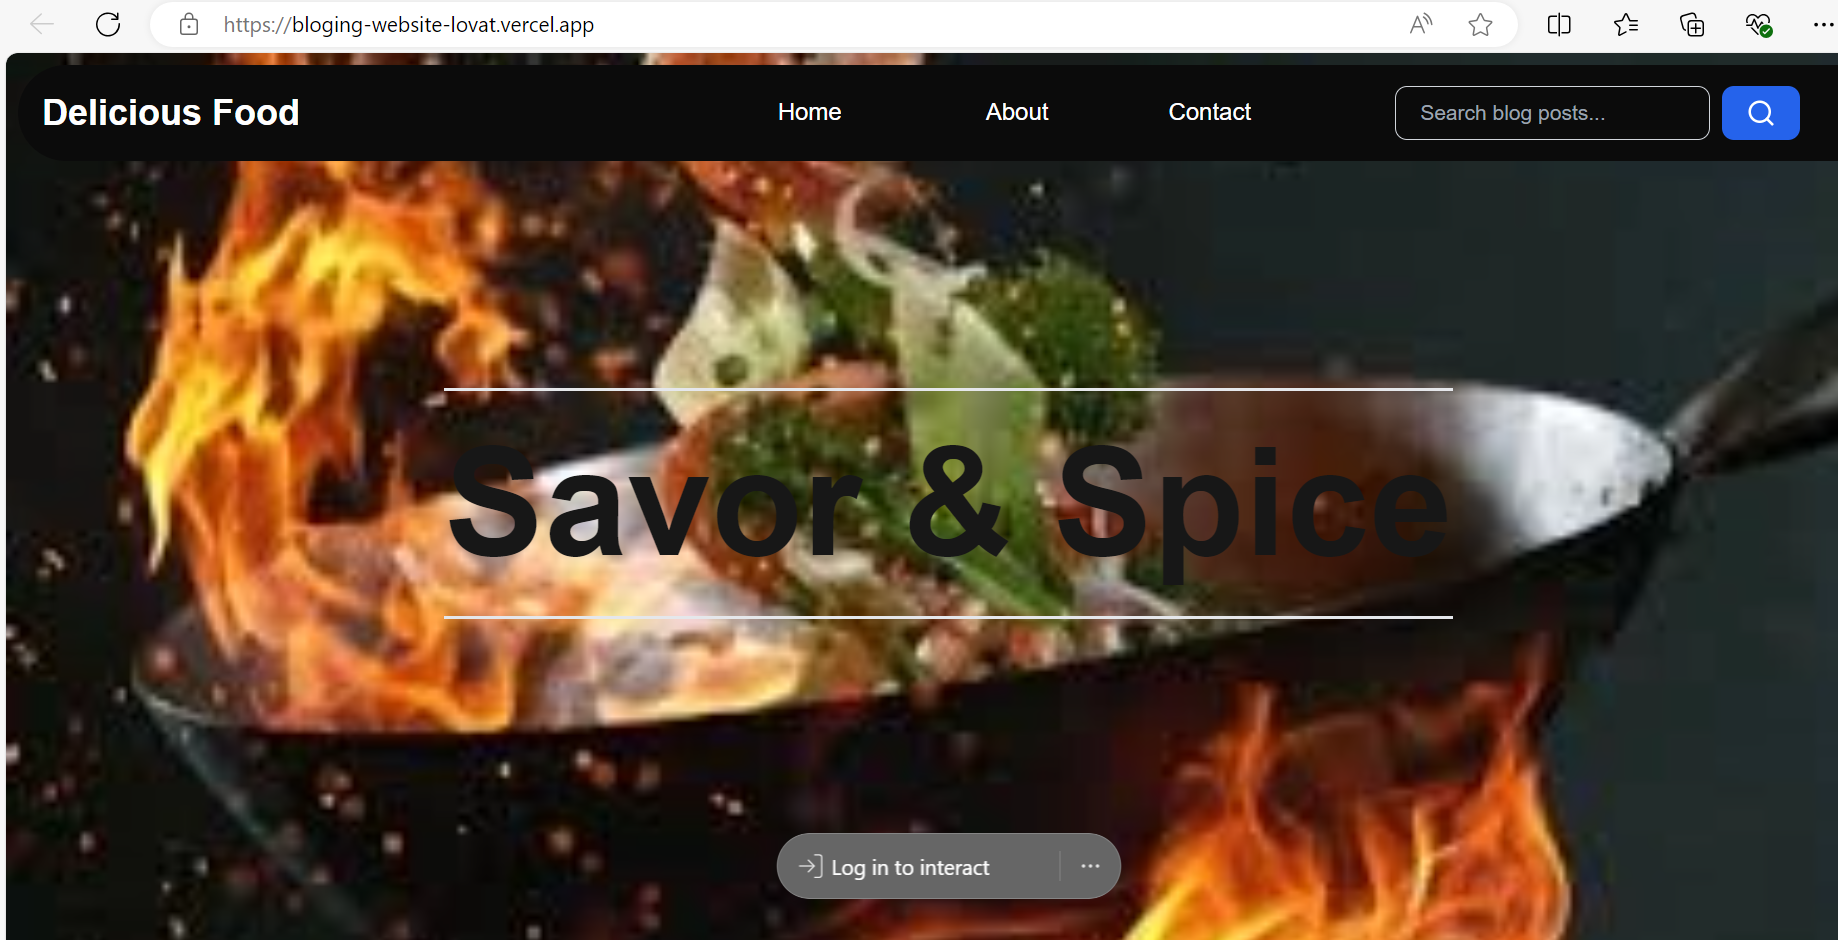 https://bloging-website-lovat.vercel.app
Delicious Food
Home
About
Contact
Search blog posts...
Savor & Spice
Log in to interact